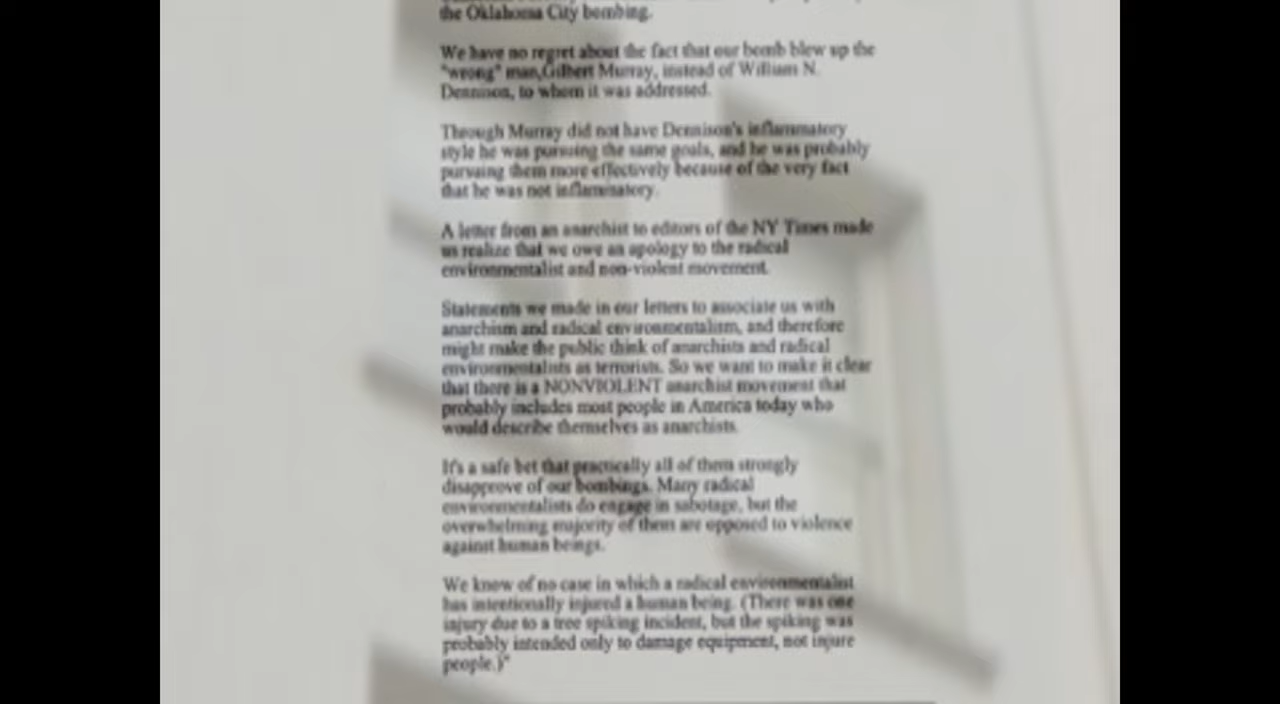 the Oklahoma City bombing.
We have no regret about the fact that our bomb blew up the
"wrong" man,Gilbert Murray, instead of William N.
Dennison, to whom it was addressed.
Through Murray did not have Dennison's inflammatory
style he was pursuing the same goals, and he was probably
pursuing them more effectively because of the very fact
that he was not inflammatory.
A letter from an anarchist to editors of the NY Times made
us realize that we owe an apology to the radical
environmentalist and non-violent movement.
Statements we made in our letters to associate us with
anarchism and radical environmentalism, and therefore
might make the public think of anarchists and radical
environmentalists as terrorists. So we want to make it clear
that there is a NONVIOLENT anarchist movement that
probably includes most people in America today who
would describe themselves as anarchists.
It's a safe bet that practically all of them strongly
disapprove of our bombings. Many radical
environmentalists do engage in sabotage, but the
overwhelming majority of them are opposed to violence
against human beings.
We know of no case in which a radical environmentalist
has intentionally injured a human being. (There was one
injury due to a tree spiking incident, but the spiking was
probably intended only to damage equipment, not injure
people.)"